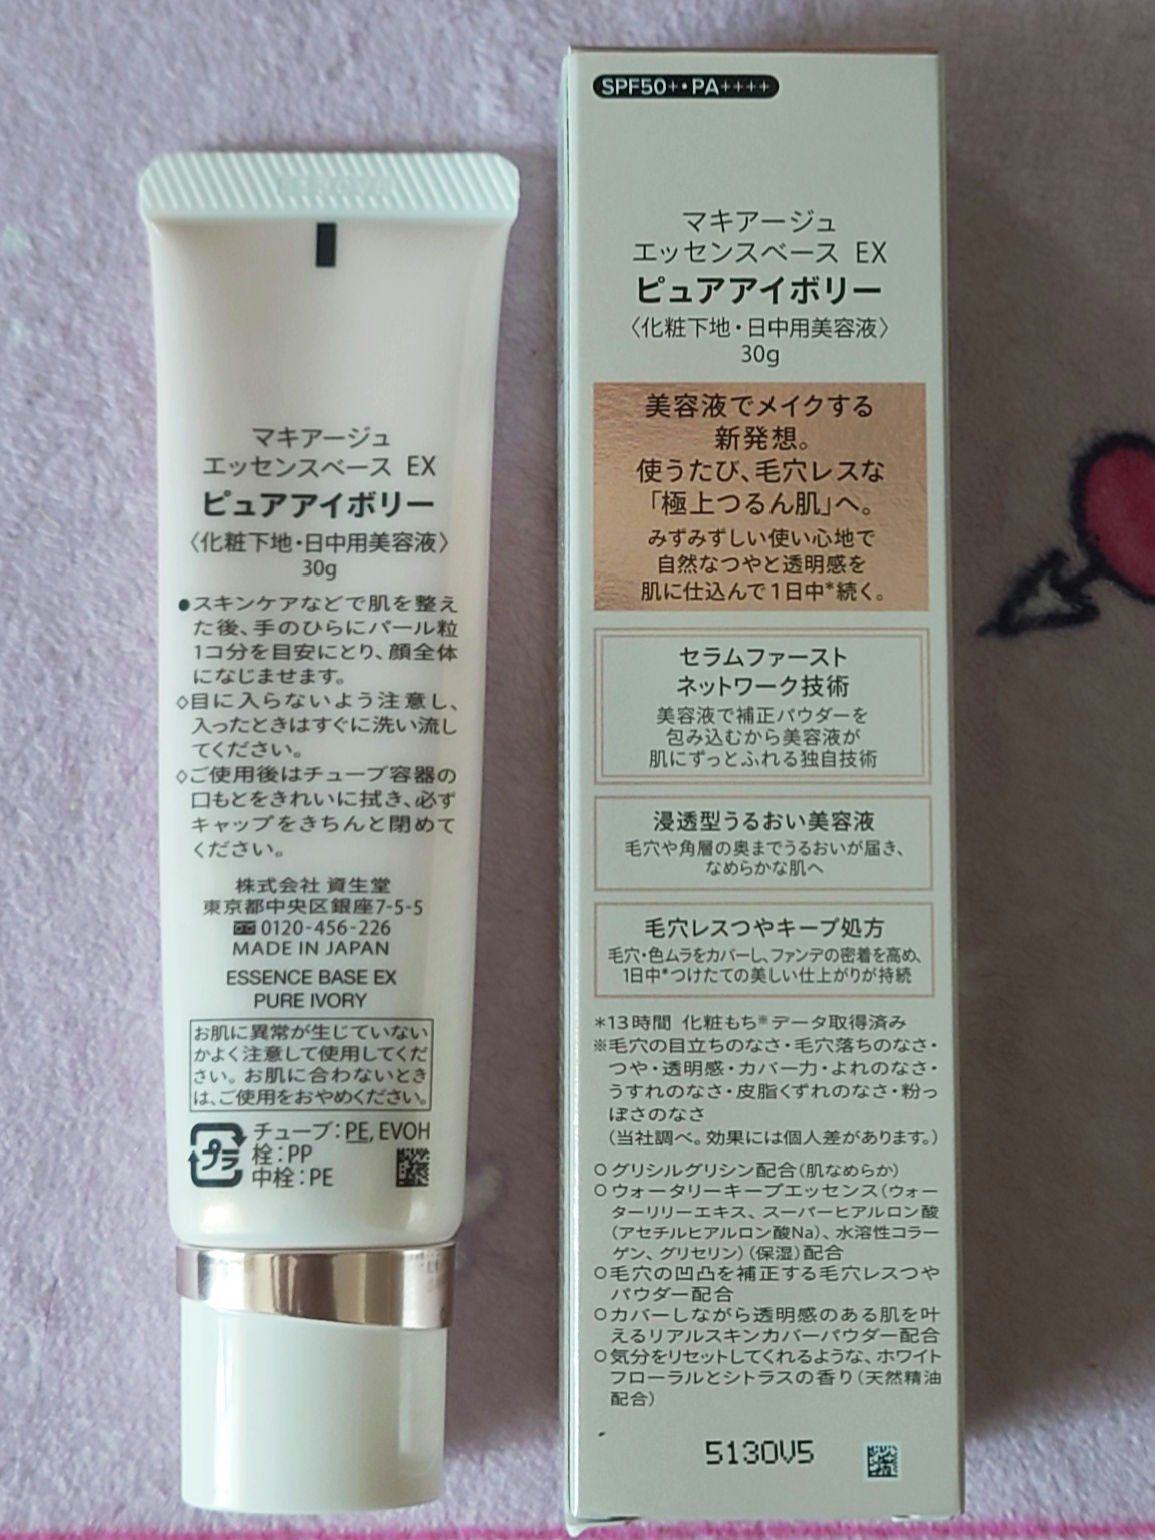 マキアージュ
エッセンスベース EX
ピュアアイボリー
〈化粧下地・日中用美容液〉
30g
●スキンケアなどで肌を整え
た後、手のひらにパール粒
1コ分を目安にとり、顔全体
になじませます。
◇目に入らないよう注意し、
入ったときはすぐに洗い流し
てください。
◇ご使用後はチューブ容器の
口もとをきれいに拭き、必ず
キャップをきちんと閉めて
ください。
株式会社 資生堂
東京都中央区銀座7-5-5
0120-456-226
MADE IN JAPAN
ESSENCE BASE EX
PURE IVORY
お肌に異常が生じていない
かよく注意して使用してくだ
さい。お肌に合わないとき
は、ご使用をおやめください。
プラ
チューブ：PE, EVOH
栓：PP
中栓：PE
SPF50+・PA++++
マキアージュ
エッセンスベース EX
ピュアアイボリー
〈化粧下地・日中用美容液〉
30g
美容液でメイクする
新発想。
使うたび、毛穴レスな
「極上つるん肌」へ。
みずみずしい使い心地で
自然なつやと透明感を
肌に仕込んで1日中*続く。
セラムファースト
ネットワーク技術
美容液で補正パウダーを
包み込むから美容液が
肌にずっとふれる独自技術
浸透型うるおい美容液
毛穴や角層の奥までうるおいが届き、
なめらかな肌へ
毛穴レスつやキープ処方
毛穴・色ムラをカバーし、ファンデの密着を高め、
1日中*つけたての美しい仕上がりが持続
*13時間 化粧もち※データ取得済み
※毛穴の目立ちのなさ・毛穴落ちのなさ・
つや・透明感・カバー力・よれのなさ・
うすれのなさ・皮脂くずれのなさ・粉っ
ぽさのなさ
（当社調べ。効果には個人差があります。）
○グリシルグリシン配合（肌なめらか）
○ウォータリーキープエッセンス（ウォー
ターリリーエキス、スーパーヒアルロン酸
（アセチルヒアルロン酸Na）、水溶性コラー
ゲン、グリセリン）（保湿）配合
○毛穴の凹凸を補正する毛穴レスつや
パウダー配合
○カバーしながら透明感のある肌を叶
えるリアルスキンカバーパウダー配合
○気分をリセットしてくれるような、ホワイト
フローラルとシトラスの香り（天然精油
配合）
5130V5